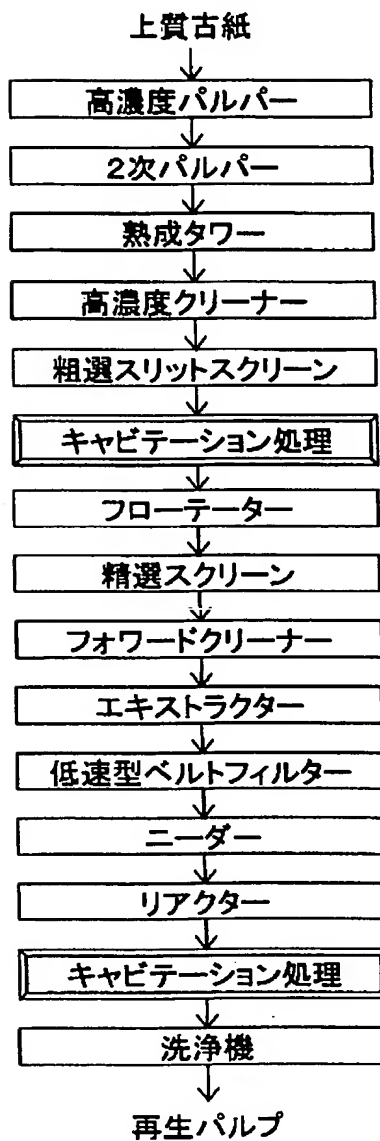 上質古紙
高濃度パルパー
2次パルパー
熟成タワー
高濃度クリーナー
粗選スリットスクリーン
キャビテーション処理
フローテーター
精選スクリーン
フォワードクリーナー
エキストラクター
低速型ベルトフィルター
ニーダー
リアクター
キャビテーション処理
洗浄機
再生パルプ